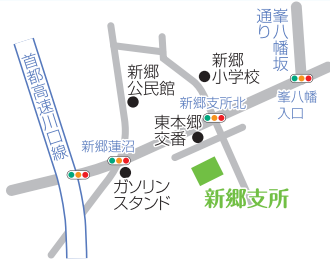 峯八幡坂
通り
新郷
小学校
新郷
公民館
首都高速川口線
新郷支所北
峯八幡
入口
東本郷
交番
新郷蓮沼
ガソリン
スタンド
新郷支所